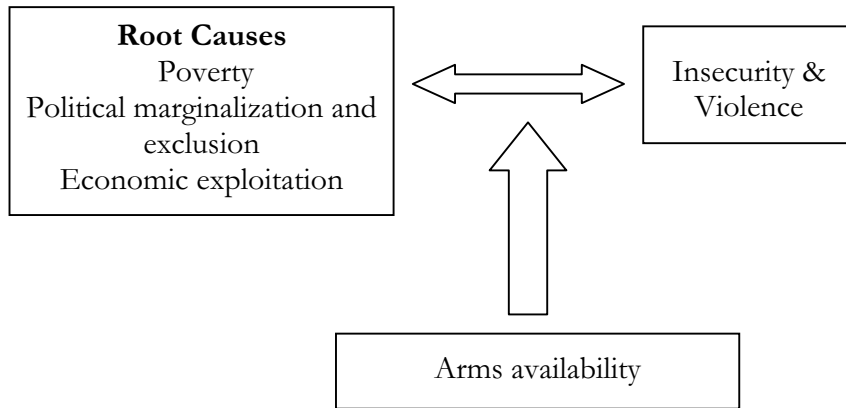 Root Causes
Poverty
Political marginalization and
exclusion
Economic exploitation
Insecurity &
Violence
Arms availability